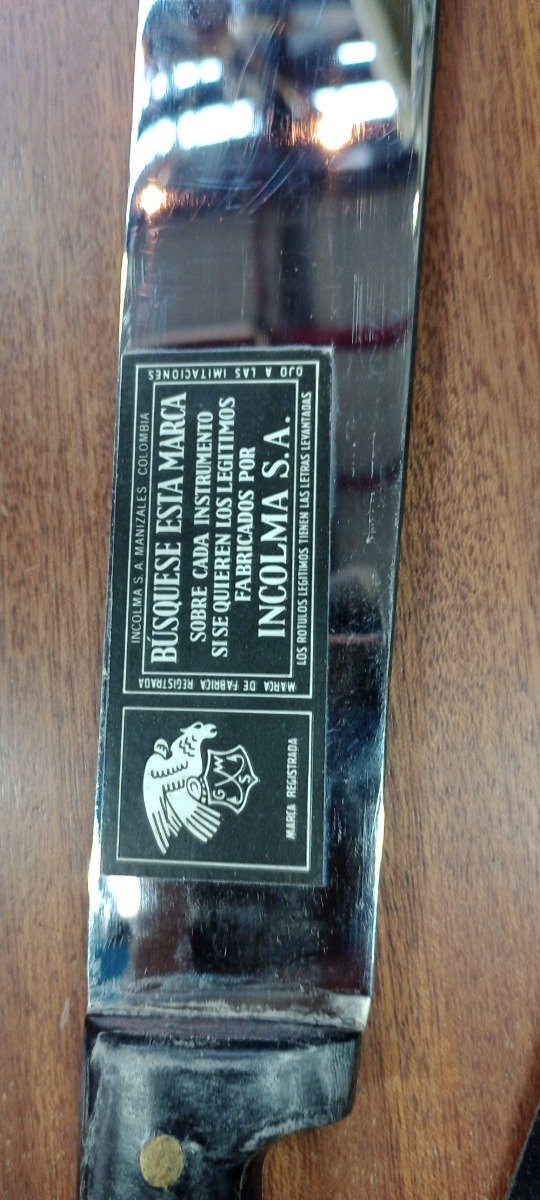 INCOLMA S.A. MANIZALES COLOMBIA
OJO A LAS IMITACIONES
BÚSQUESE ESTA MARCA
SOBRE CADA INSTRUMENTO
SI SE QUIEREN LOS LEGITIMOS
FABRICADOS POR
INCOLMA S.A.
LOS ROTULOS LEGITIMOS TIENEN LAS LETRAS LEVANTADAS
MARCA DE FABRICA REGISTRADA
G M
S
MARCA REGISTRADA